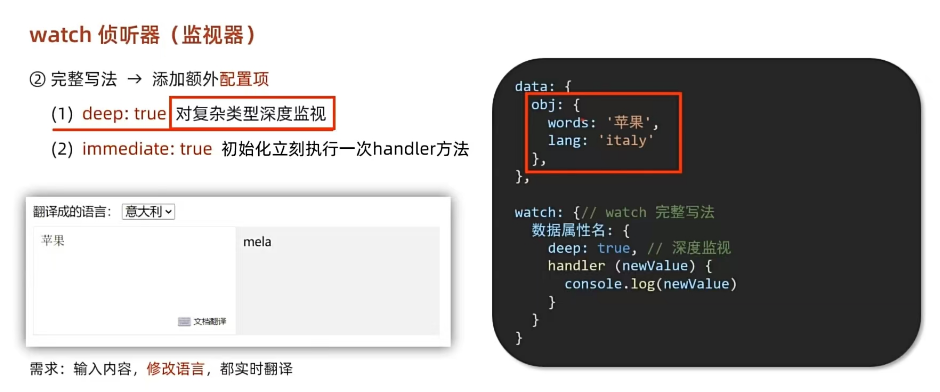 watch 侦听器（监视器）
② 完整写法 → 添加额外配置项
(1) deep: true 对复杂类型深度监视
(2) immediate: true 初始化立刻执行一次handler方法
翻译成的语言： 意大利
苹果
mela
文档翻译
需求：输入内容，修改语言，都实时翻译
data: {
obj: {
words: '苹果',
lang: 'italy'
},
},
watch: {// watch 完整写法
数据属性名: {
deep: true, // 深度监视
handler (newValue) {
console.log(newValue)
}
}
}